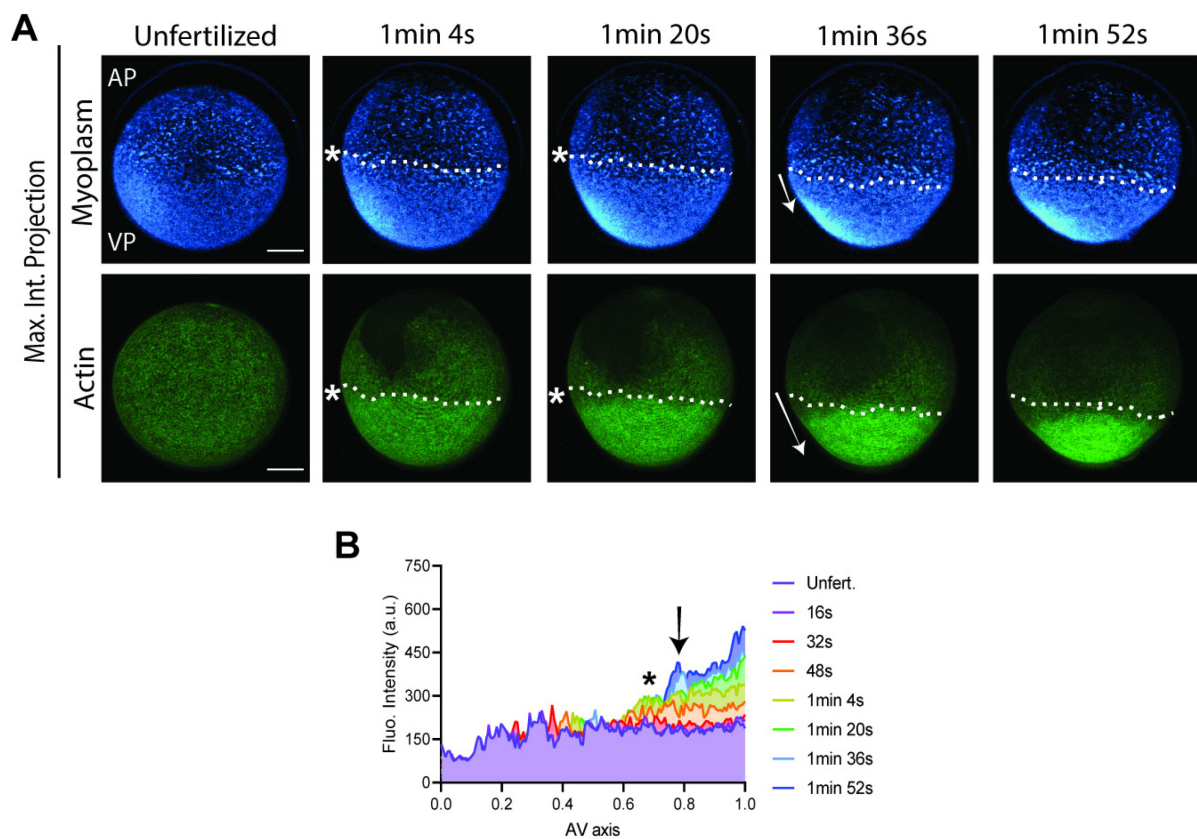 A
Unfertilized
1min 4s
1min 20s
1min 36s
1min 52s
Max. Int. Projection
Myoplasm
AP
VP
*
*
Actin
*
*
B
Fluo. Intensity (a.u.)
750
600
450
300
150
0
*
0.0 0.2 0.4 0.6 0.8 1.0
AV axis
Unfert.
16s
32s
48s
1min 4s
1min 20s
1min 36s
1min 52s